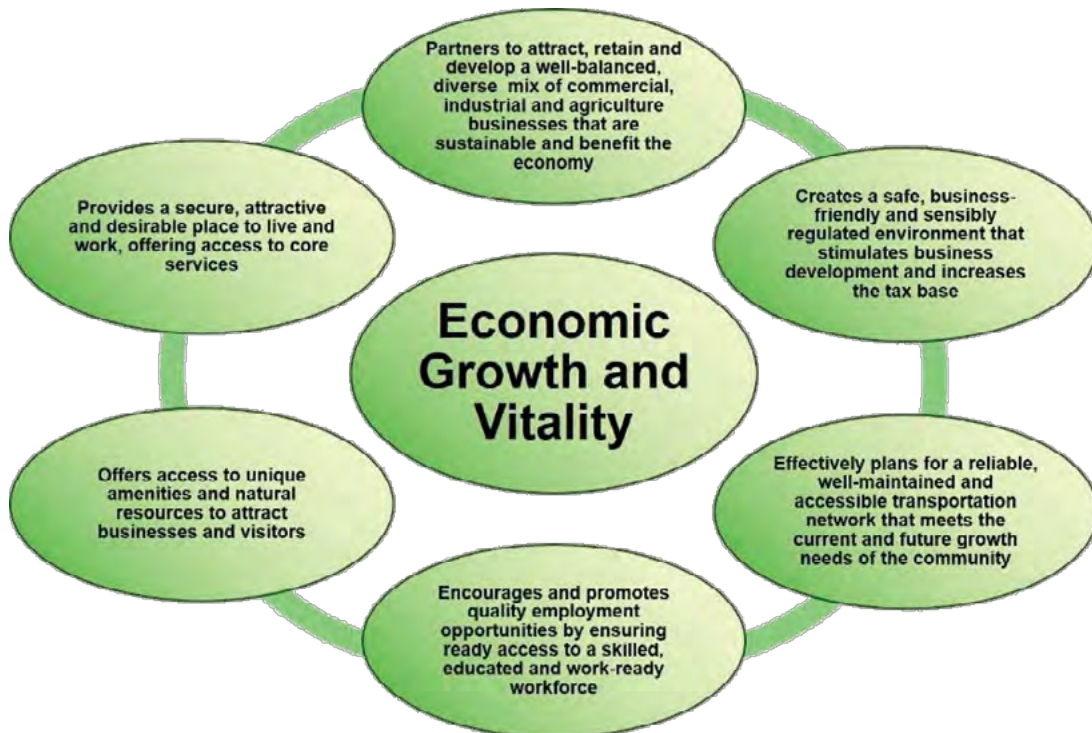 Partners to attract, retain and
develop a well-balanced,
diverse mix of commercial,
industrial and agriculture
businesses that are
sustainable and benefit the
economy
Creates a safe, business-
friendly and sensibly
regulated environment that
stimulates business
development and increases
the tax base
Effectively plans for a reliable,
well-maintained and
accessible transportation
network that meets the
current and future growth
needs of the community
Encourages and promotes
quality employment
opportunities by ensuring
ready access to a skilled,
educated and work-ready
workforce
Offers access to unique
amenities and natural
resources to attract
businesses and visitors
Provides a secure, attractive
and desirable place to live and
work, offering access to core
services
Economic
Growth and
Vitality